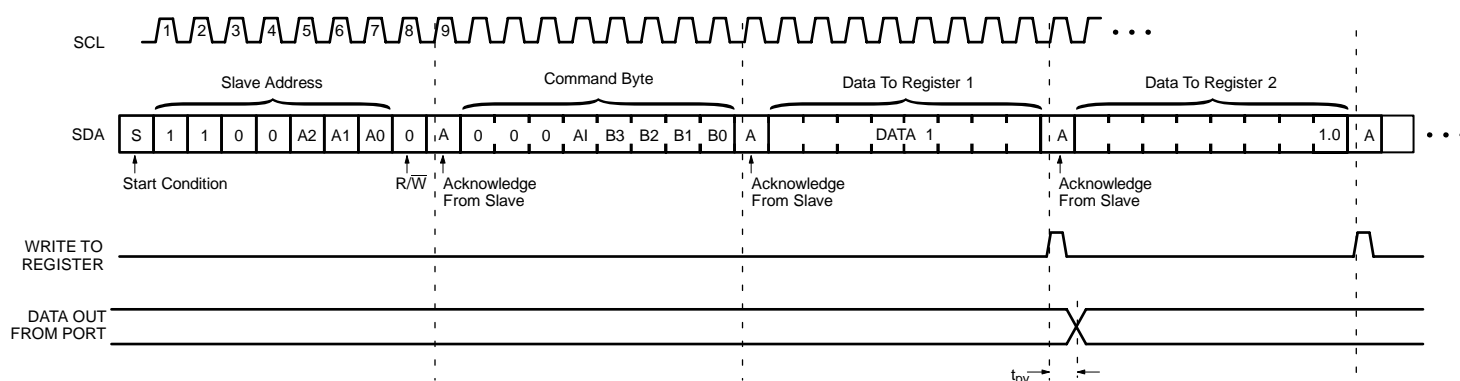 SCL 1 2 3 4 5 6 7 8 9
Slave Address Command Byte Data To Register 1 Data To Register 2
SDA S 1 1 0 0 A2 A1 A0 0 A 0 0 0 AI B3 B2 B1 B0 A DATA 1 A 1.0 A
Start Condition R/W Acknowledge From Slave Acknowledge From Slave Acknowledge From Slave
WRITE TO
REGISTER
DATA OUT
FROM PORT
tpv